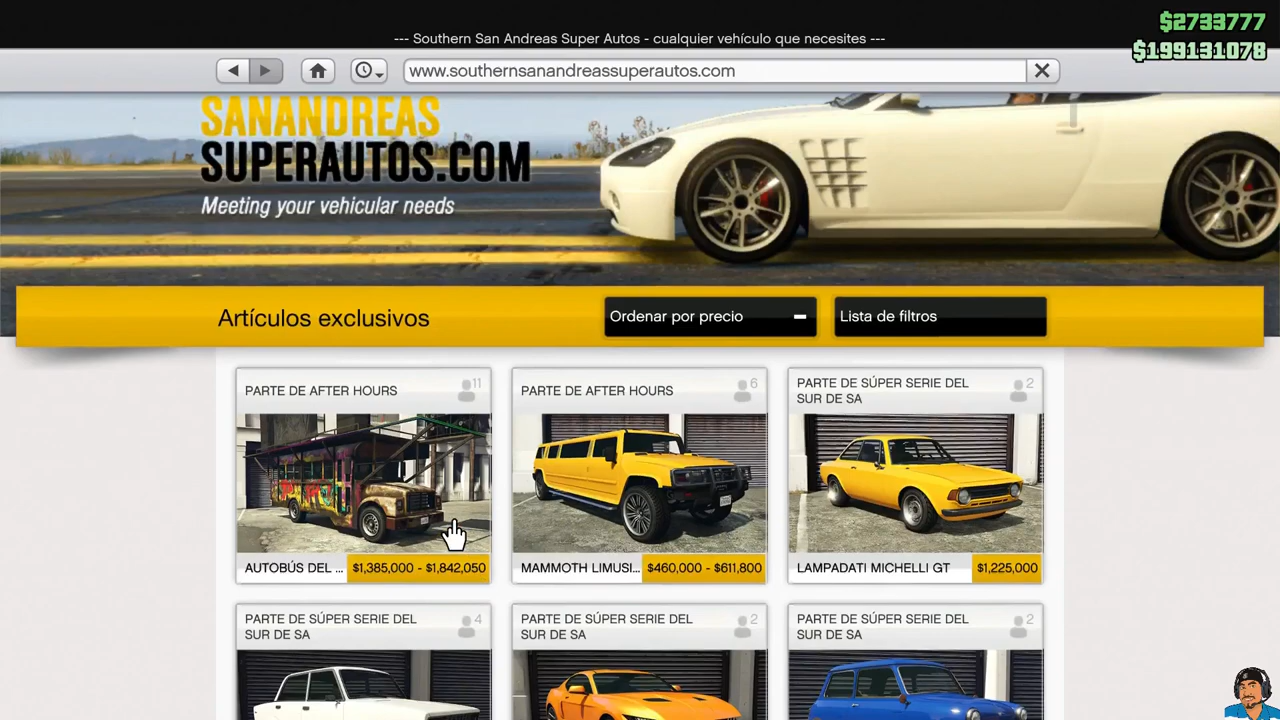 $2733777
--- Southern San Andreas Super Autos - cualquier vehículo que necesites ---
$199131078
www.southernsanandreassuperautos.com
SANANDREAS
SUPERAUTOS.COM
Meeting your vehicular needs
Artículos exclusivos
Ordenar por precio
Lista de filtros
PARTE DE AFTER HOURS
11
AUTOBÚS DEL ...
$1,385,000 - $1,842,050
PARTE DE AFTER HOURS
6
MAMMOTH LIMUSI...
$460,000 - $611,800
PARTE DE SÚPER SERIE DEL
SUR DE SA
2
LAMPADATI MICHELLI GT
$1,225,000
PARTE DE SÚPER SERIE DEL
SUR DE SA
4
PARTE DE SÚPER SERIE DEL
SUR DE SA
2
PARTE DE SÚPER SERIE DEL
SUR DE SA
2